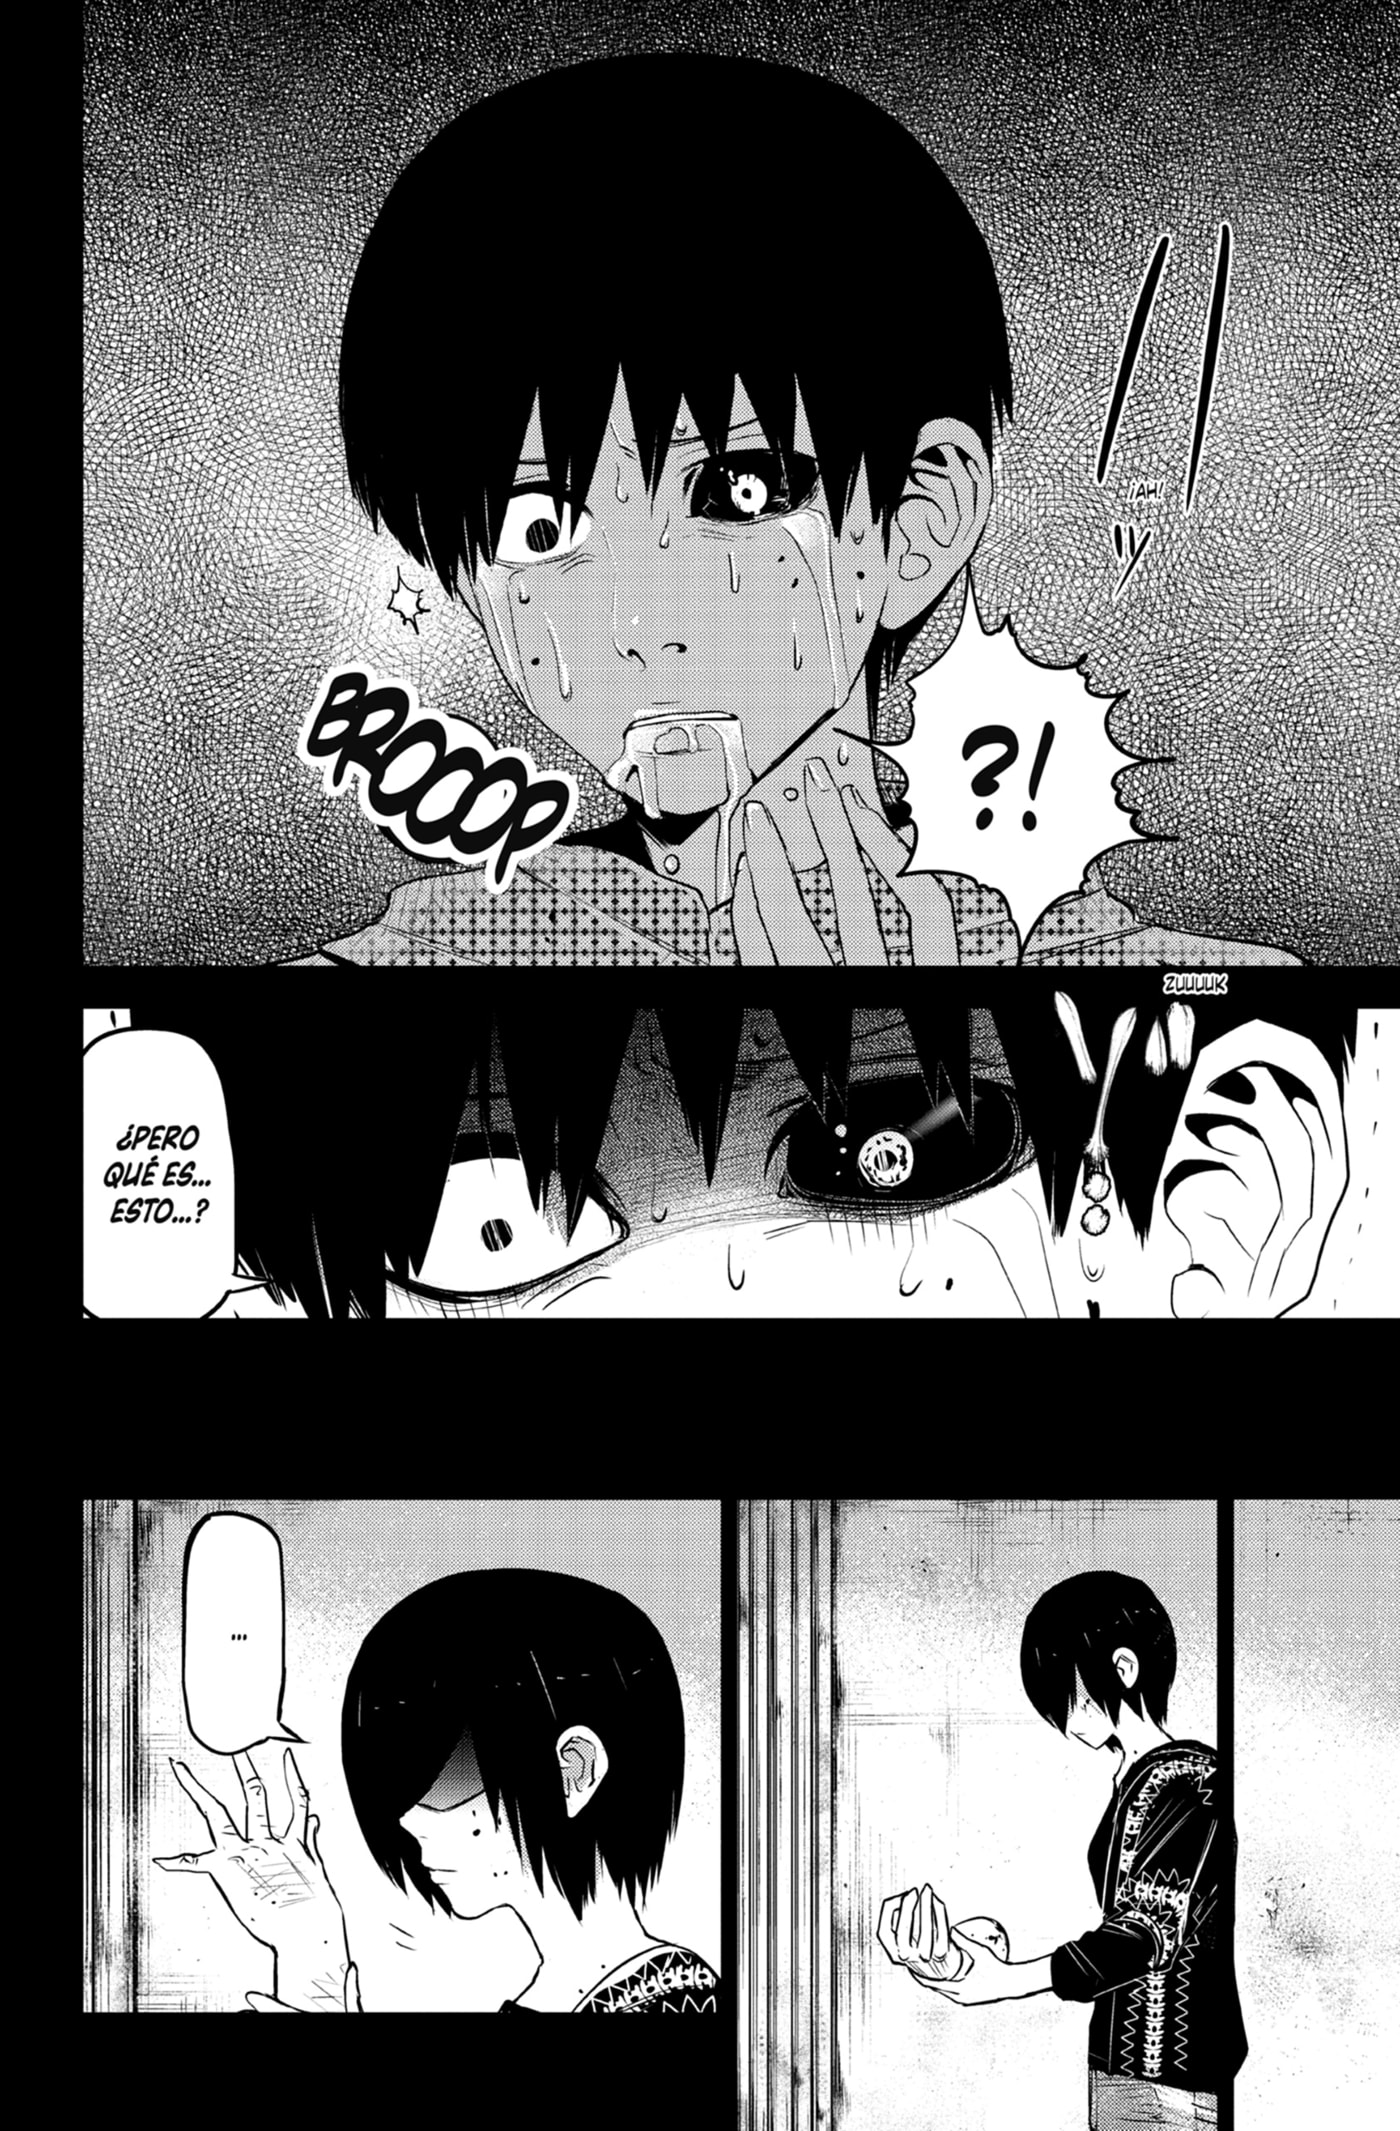 ¡AH!
?!
BROOOP
ZUUUUK
¿PERO
QUÉ ES...
ESTO...?
...